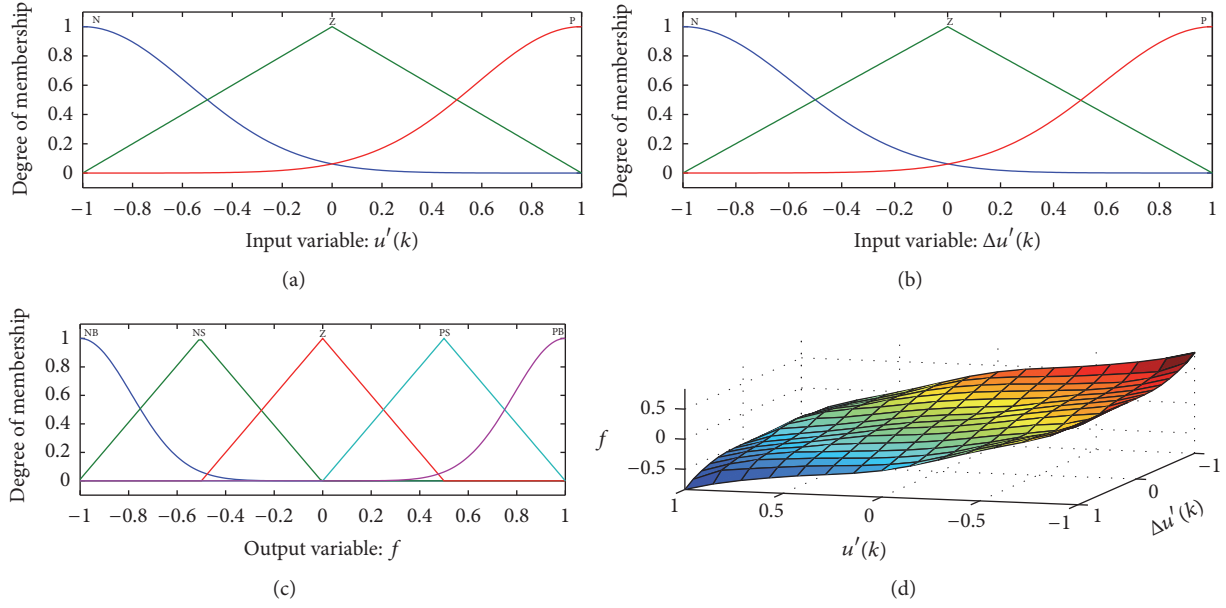 N Z P
1
0.8
0.6
0.4
0.2
0
Degree of membership
−1 −0.8 −0.6 −0.4 −0.2 0 0.2 0.4 0.6 0.8 1
Input variable: u′(k)
(a)
N Z P
1
0.8
0.6
0.4
0.2
0
Degree of membership
−1 −0.8 −0.6 −0.4 −0.2 0 0.2 0.4 0.6 0.8 1
Input variable: Δu′(k)
(b)
NB NS Z PS PB
1
0.8
0.6
0.4
0.2
0
Degree of membership
−1 −0.8 −0.6 −0.4 −0.2 0 0.2 0.4 0.6 0.8 1
Output variable: f
(c)
0.5
0
−0.5
f
1 0.5 0 −0.5 −1
u′(k)
1 0 −1
Δu′(k)
(d)